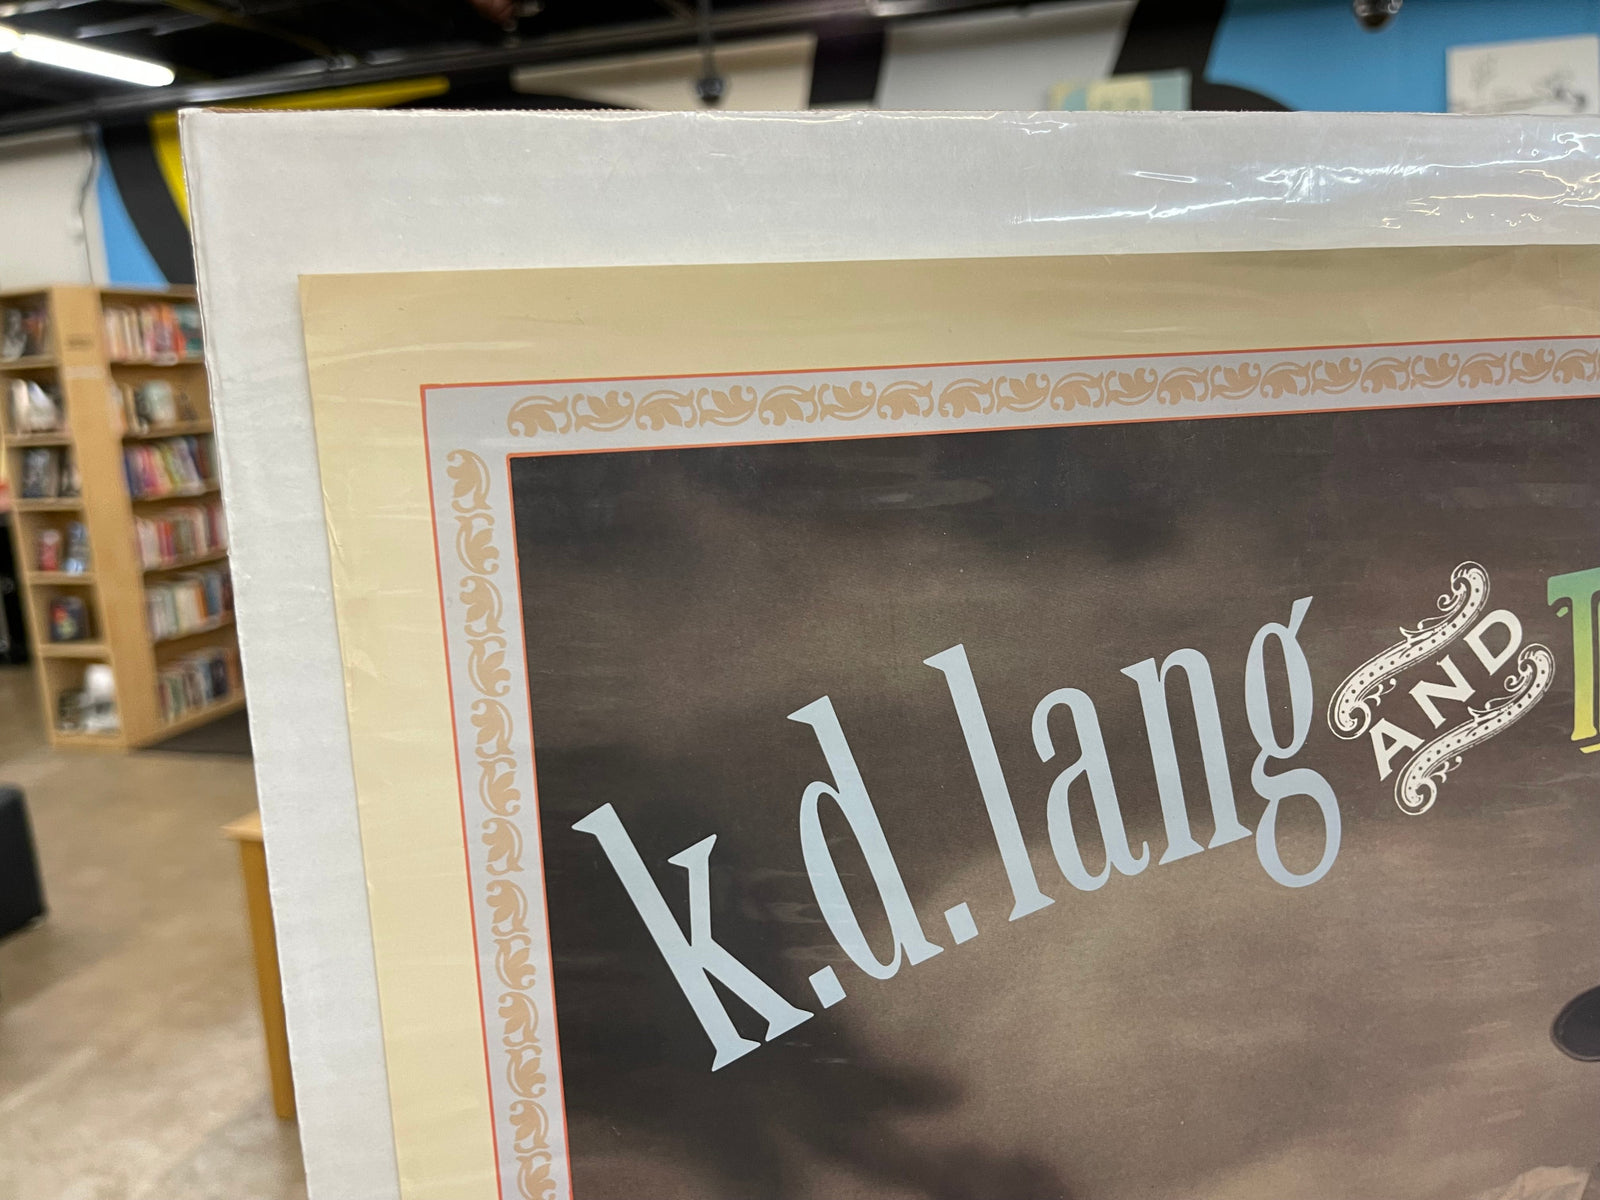 k.d. lang AND T